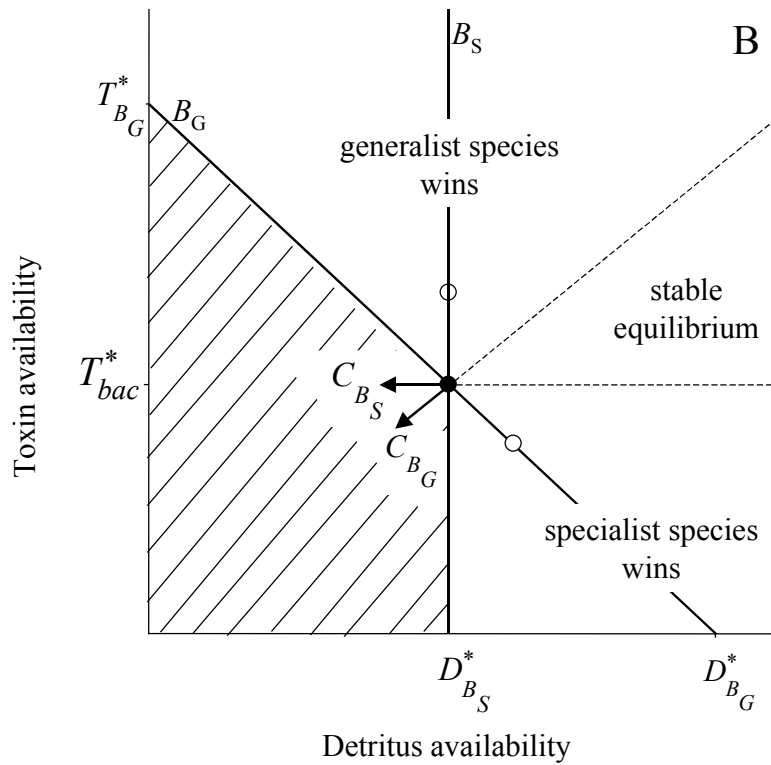 B
B_S
T*_{B_G}
B_G
generalist species
wins
Toxin availability
stable
equilibrium
T*_{bac}
C_{B_S}
C_{B_G}
specialist species
wins
D*_{B_S}
D*_{B_G}
Detritus availability